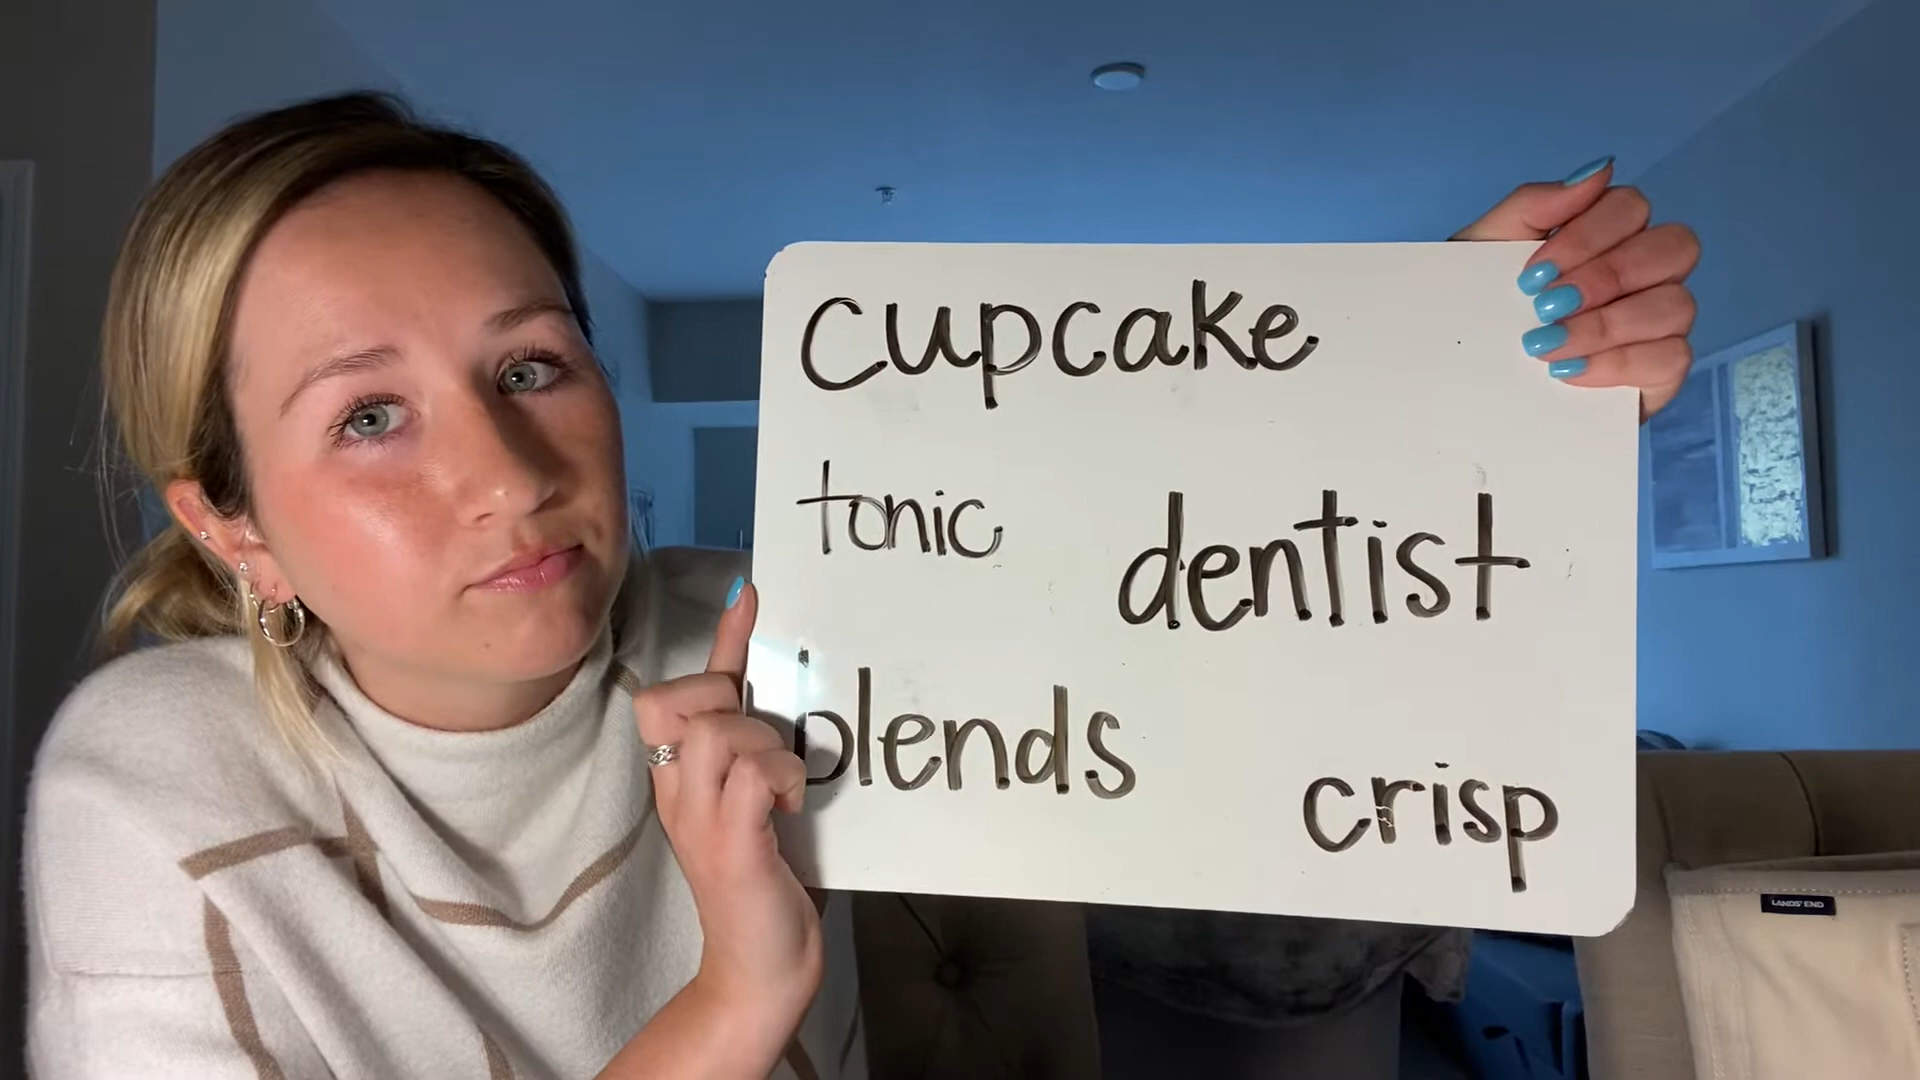 cupcake
tonic
dentist
blends
crisp
LANDS' END